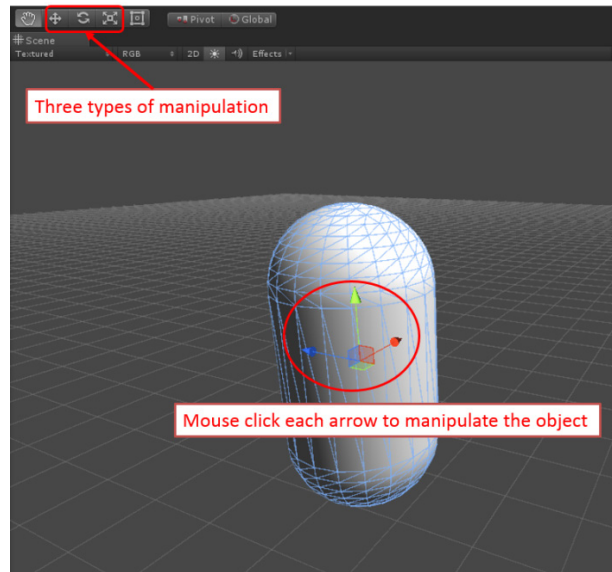 Pivot Global
Scene
Textured RGB 2D Effects
Three types of manipulation
Mouse click each arrow to manipulate the object